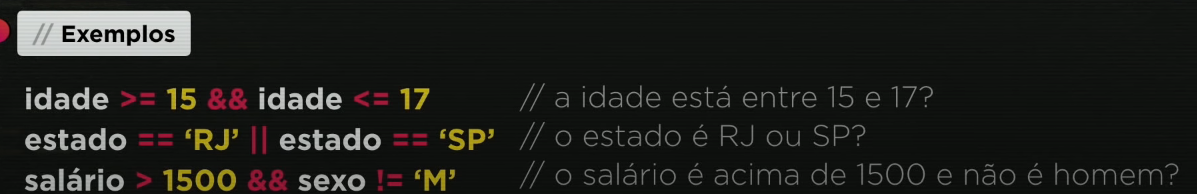 // Exemplos
idade >= 15 && idade <= 17 // a idade está entre 15 e 17?
estado == ‘RJ’ || estado == ‘SP’ // o estado é RJ ou SP?
salário > 1500 && sexo != ‘M’ // o salário é acima de 1500 e não é homem?